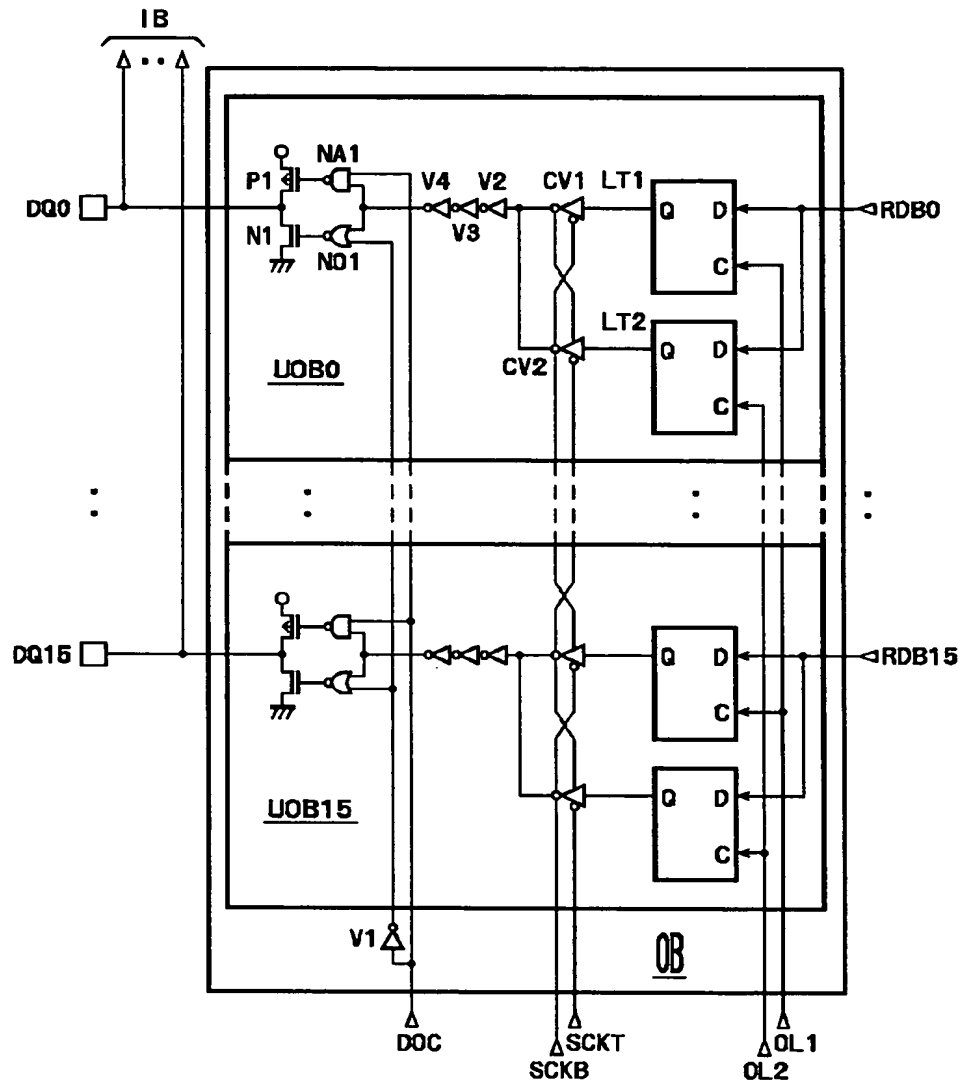 IB
NA1
P1
V4
V2
CV1
LT1
DQ0
Q
D
RDB0
N1
V3
NO1
C
LT2
Q
D
CV2
UOB0
C
DQ15
Q
D
RDB15
C
Q
D
UOB15
C
V1
OB
DOC
SCKT
OL1
SCKB
OL2